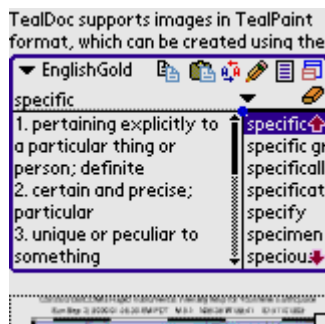 TealDoc supports images in TealPaint
format, which can be created using the
EnglishGold
specific
1. pertaining explicitly to
a particular thing or
person; definite
2. certain and precise;
particular
3. unique or peculiar to
something
specific
specific gr
specificall
specificat
specify
specimen
speciou